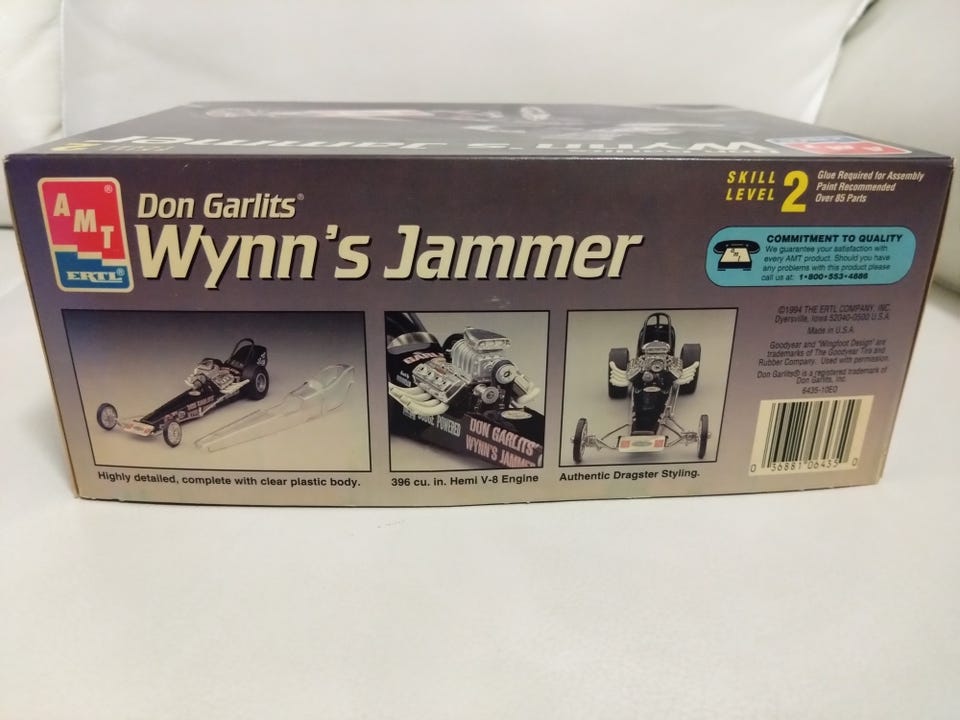 WYNN'S JAMMER
AMT®
ERTL®
Don Garlits®
Wynn's Jammer
SKILL LEVEL 2
Glue Required for Assembly
Paint Recommended
Over 85 Parts
COMMITMENT TO QUALITY
We guarantee your satisfaction with
every AMT product. Should you have
any problems with this product please
call us at: 1•800•553•4886
©1994 THE ERTL COMPANY, INC.
Dyersville, Iowa 52040-0500 U.S.A.
Made in U.S.A.
Goodyear and "Wingfoot Design" are
trademarks of The Goodyear Tire and
Rubber Company. Used with permission.
Don Garlits® is a registered trademark of
Don Garlits, Inc.
6435-10EO
0 36881 06435 0
DODGE POWERED
DON GARLITS'
WYNN'S JAMMER
Highly detailed, complete with clear plastic body.
396 cu. in. Hemi V-8 Engine
Authentic Dragster Styling.